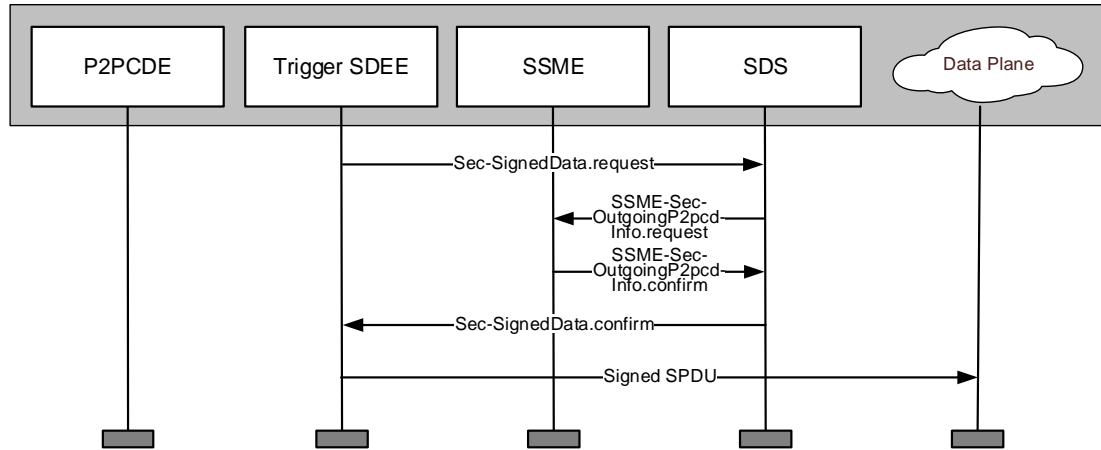 P2PCDE
Trigger SDEE
SSME
SDS
Data Plane
Sec-SignedData.request
SSME-Sec-
OutgoingP2pcd-
Info.request
SSME-Sec-
OutgoingP2pcd-
Info.confirm
Sec-SignedData.confirm
Signed SPDU